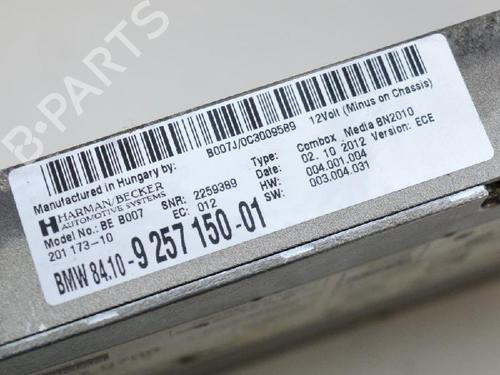 B007J/0C3009589
12Volt (Minus on Chassis)
Manufactured in Hungary by:
HARMAN/BECKER
AUTOMOTIVE SYSTEMS
Model No.: BE B007
201 173-10
SNR: 2259389
EC: 012
Type: Combox Media BN2010
02. 10 2012 Version: ECE
HW: 004.001.004
SW: 003.004.031
BMW 84.10-9 257 150-01
B-PARTS